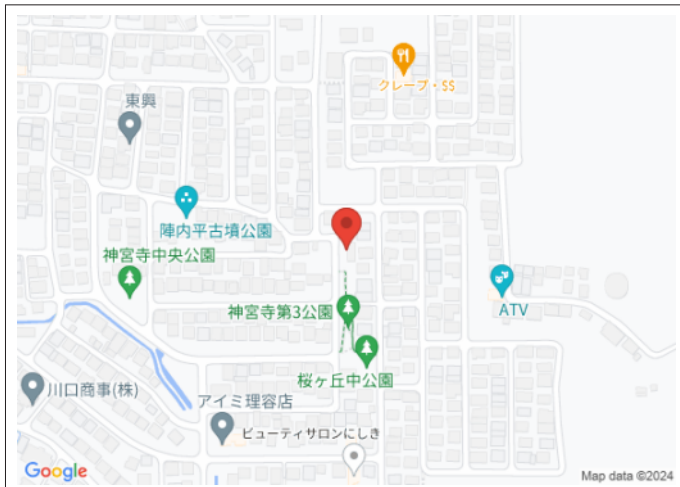 クレープ・$$
東興
陣内平古墳公園
神宮寺中央公園
ATV
神宮寺第3公園
桜ヶ丘中公園
川口商事(株)
アイミ理容店
ビューティサロンにしき
Google
Map data ©2024